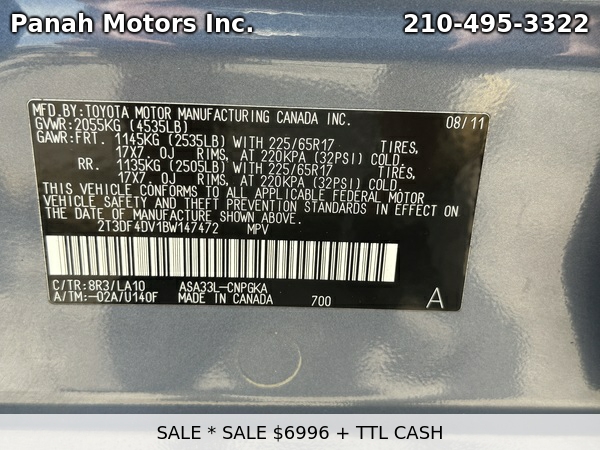 Panah Motors Inc. 210-495-3322
MFD.BY:TOYOTA MOTOR MANUFACTURING CANADA INC. 08/11
GVWR:2055KG (4535LB)
GAWR:FRT. 1145KG (2535LB) WITH 225/65R17 TIRES,
17X7. 0J RIMS, AT 220KPA (32PSI) COLD.
RR. 1135KG (2505LB) WITH 225/65R17 TIRES,
17X7. 0J RIMS, AT 220KPA (32PSI) COLD.
THIS VEHICLE CONFORMS TO ALL APPLICABLE FEDERAL MOTOR
VEHICLE SAFETY AND THEFT PREVENTION STANDARDS IN EFFECT ON
THE DATE OF MANUFACTURE SHOWN ABOVE.
2T3DF4DV1BW147472 MPV
C/TR:8R3/LA10 ASA33L-CNPGKA
A/TM:-02A/U140F MADE IN CANADA 700 A
SALE * SALE $6996 + TTL CASH